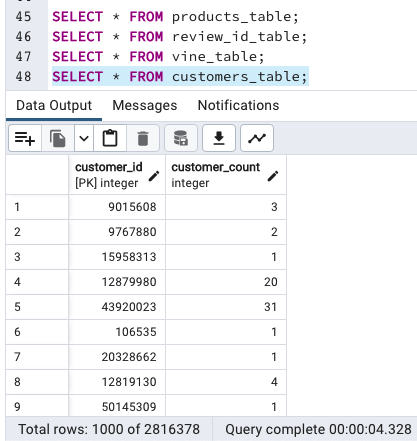 45 SELECT * FROM products_table;
46 SELECT * FROM review_id_table;
47 SELECT * FROM vine_table;
48 SELECT * FROM customers_table;
Data Output Messages Notifications
customer_id customer_count
[PK] integer integer
1 9015608 3
2 9767880 2
3 15958313 1
4 12879980 20
5 43920023 31
6 106535 1
7 20328662 1
8 12819130 4
9 50145309 1
Total rows: 1000 of 2816378 Query complete 00:00:04.328